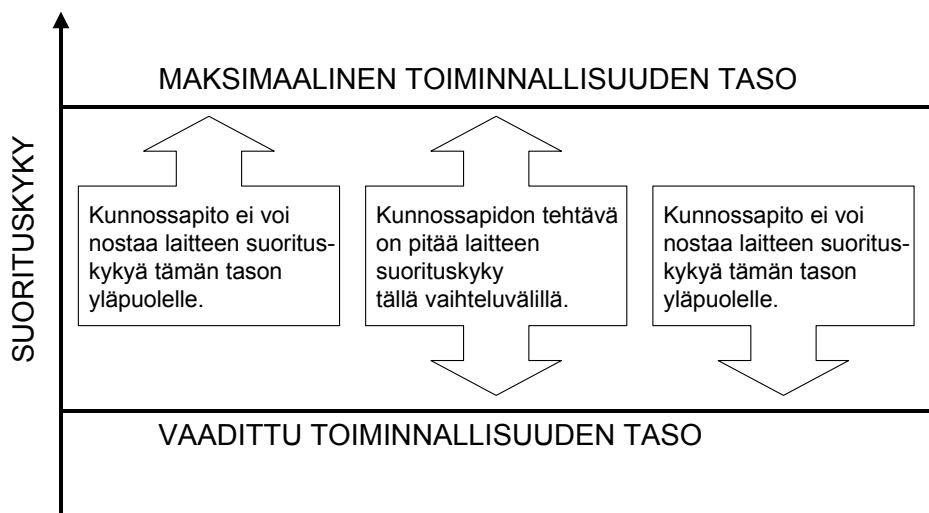 MAKSIMAALINEN TOIMINNALLISUUDEN TASO
SUORITUSKYKY
Kunnossapito ei voi
nostaa laitteen suoritus-
kykyä tämän tason
yläpuolelle.
Kunnossapidon tehtävä
on pitää laitteen
suorituskyky
tällä vaihteluvälillä.
Kunnossapito ei voi
nostaa laitteen suoritus-
kykyä tämän tason
yläpuolelle.
VAADITTU TOIMINNALLISUUDEN TASO